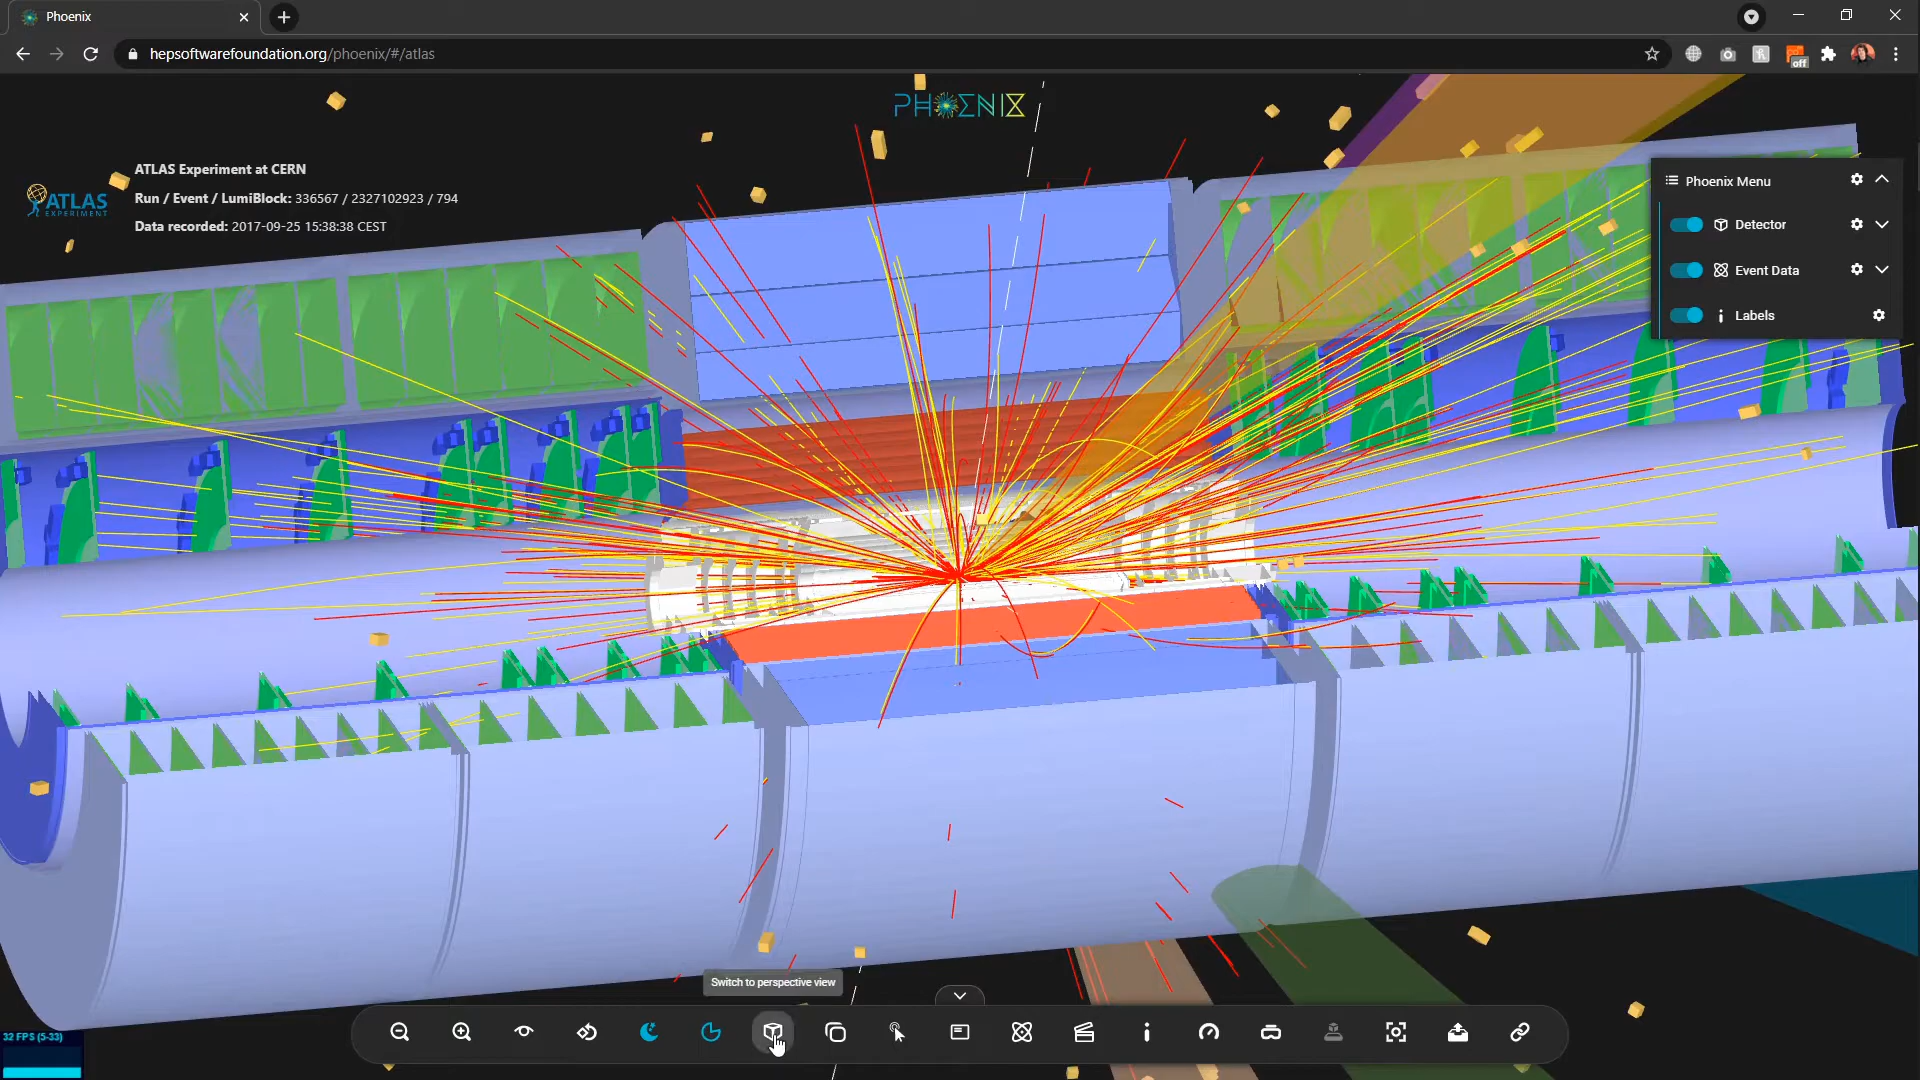 Phoenix
hepsoftwarefoundation.org/phoenix/#/atlas
off
PHOENIX
ATLAS
EXPERIMENT
ATLAS Experiment at CERN
Run / Event / LumiBlock: 336567 / 2327102923 / 794
Data recorded: 2017-09-25 15:38:38 CEST
Phoenix Menu
Detector
Event Data
Labels
Switch to perspective view
32 FPS (5-33)